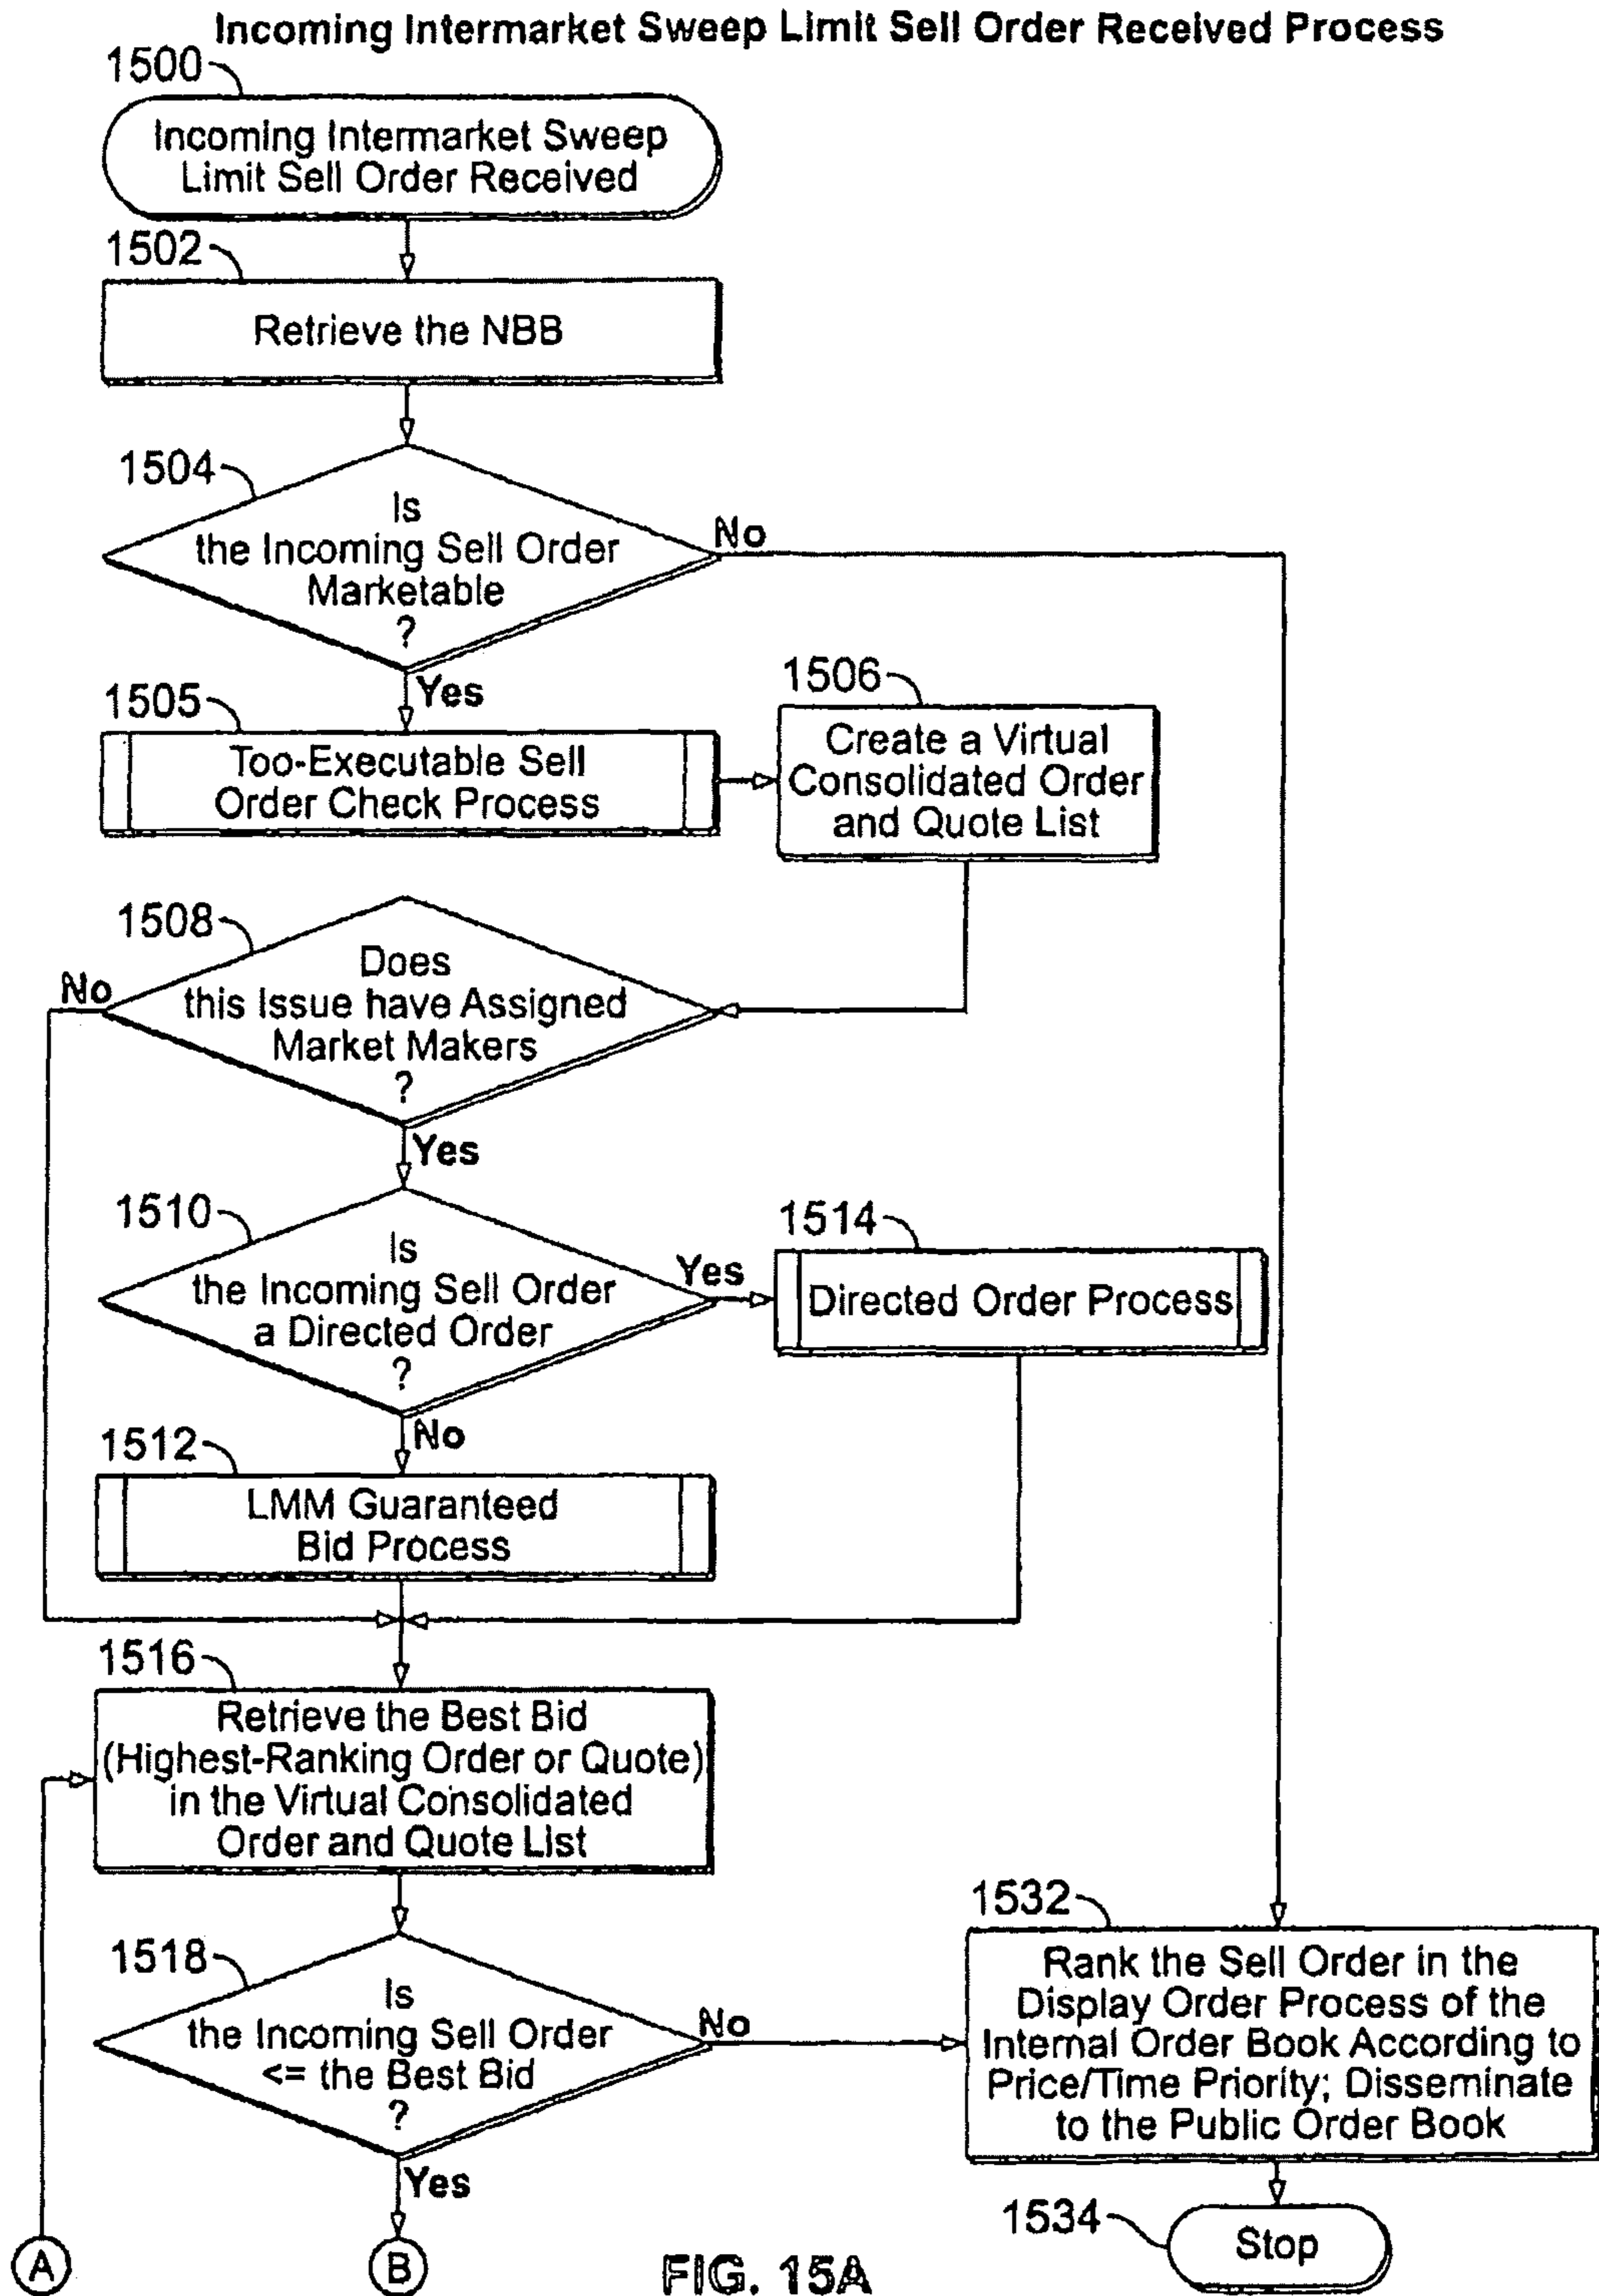 Incoming Intermarket Sweep Limit Sell Order Received Process
1500
Incoming Intermarket Sweep
Limit Sell Order Received
1502
Retrieve the NBB
1504
Is
the Incoming Sell Order
Marketable
?
No
Yes
1505
Too-Executable Sell
Order Check Process
1506
Create a Virtual
Consolidated Order
and Quote List
1508
Does
this Issue have Assigned
Market Makers
?
No
Yes
1510
Is
the Incoming Sell Order
a Directed Order
?
Yes
1514
Directed Order Process
No
1512
LMM Guaranteed
Bid Process
1516
Retrieve the Best Bid
(Highest-Ranking Order or Quote)
in the Virtual Consolidated
Order and Quote List
1518
Is
the Incoming Sell Order
<= the Best Bid
?
No
Yes
1532
Rank the Sell Order in the
Display Order Process of the
Internal Order Book According to
Price/Time Priority; Disseminate
to the Public Order Book
1534
Stop
A
B
FIG. 15A